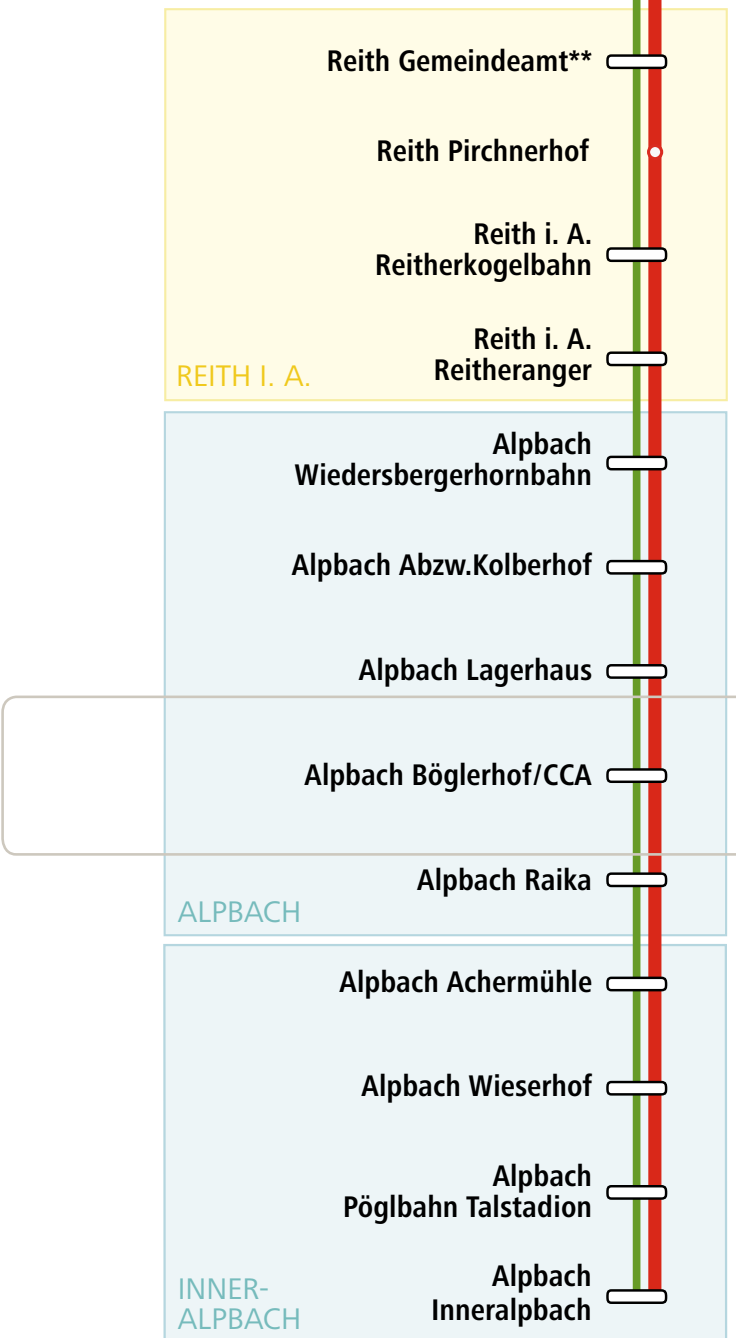 Reith Gemeindeamt**
Reith Pirchnerhof
Reith i. A.
Reitherkogelbahn
Reith i. A.
Reitheranger
REITH I. A.
Alpbach
Wiedersbergerhornbahn
Alpbach Abzw.Kolberhof
Alpbach Lagerhaus
Alpbach Böglerhof/CCA
Alpbach Raika
ALPBACH
Alpbach Achermühle
Alpbach Wieserhof
Alpbach
Pöglbahn Talstadion
Alpbach
Inneralpbach
INNER-
ALPBACH